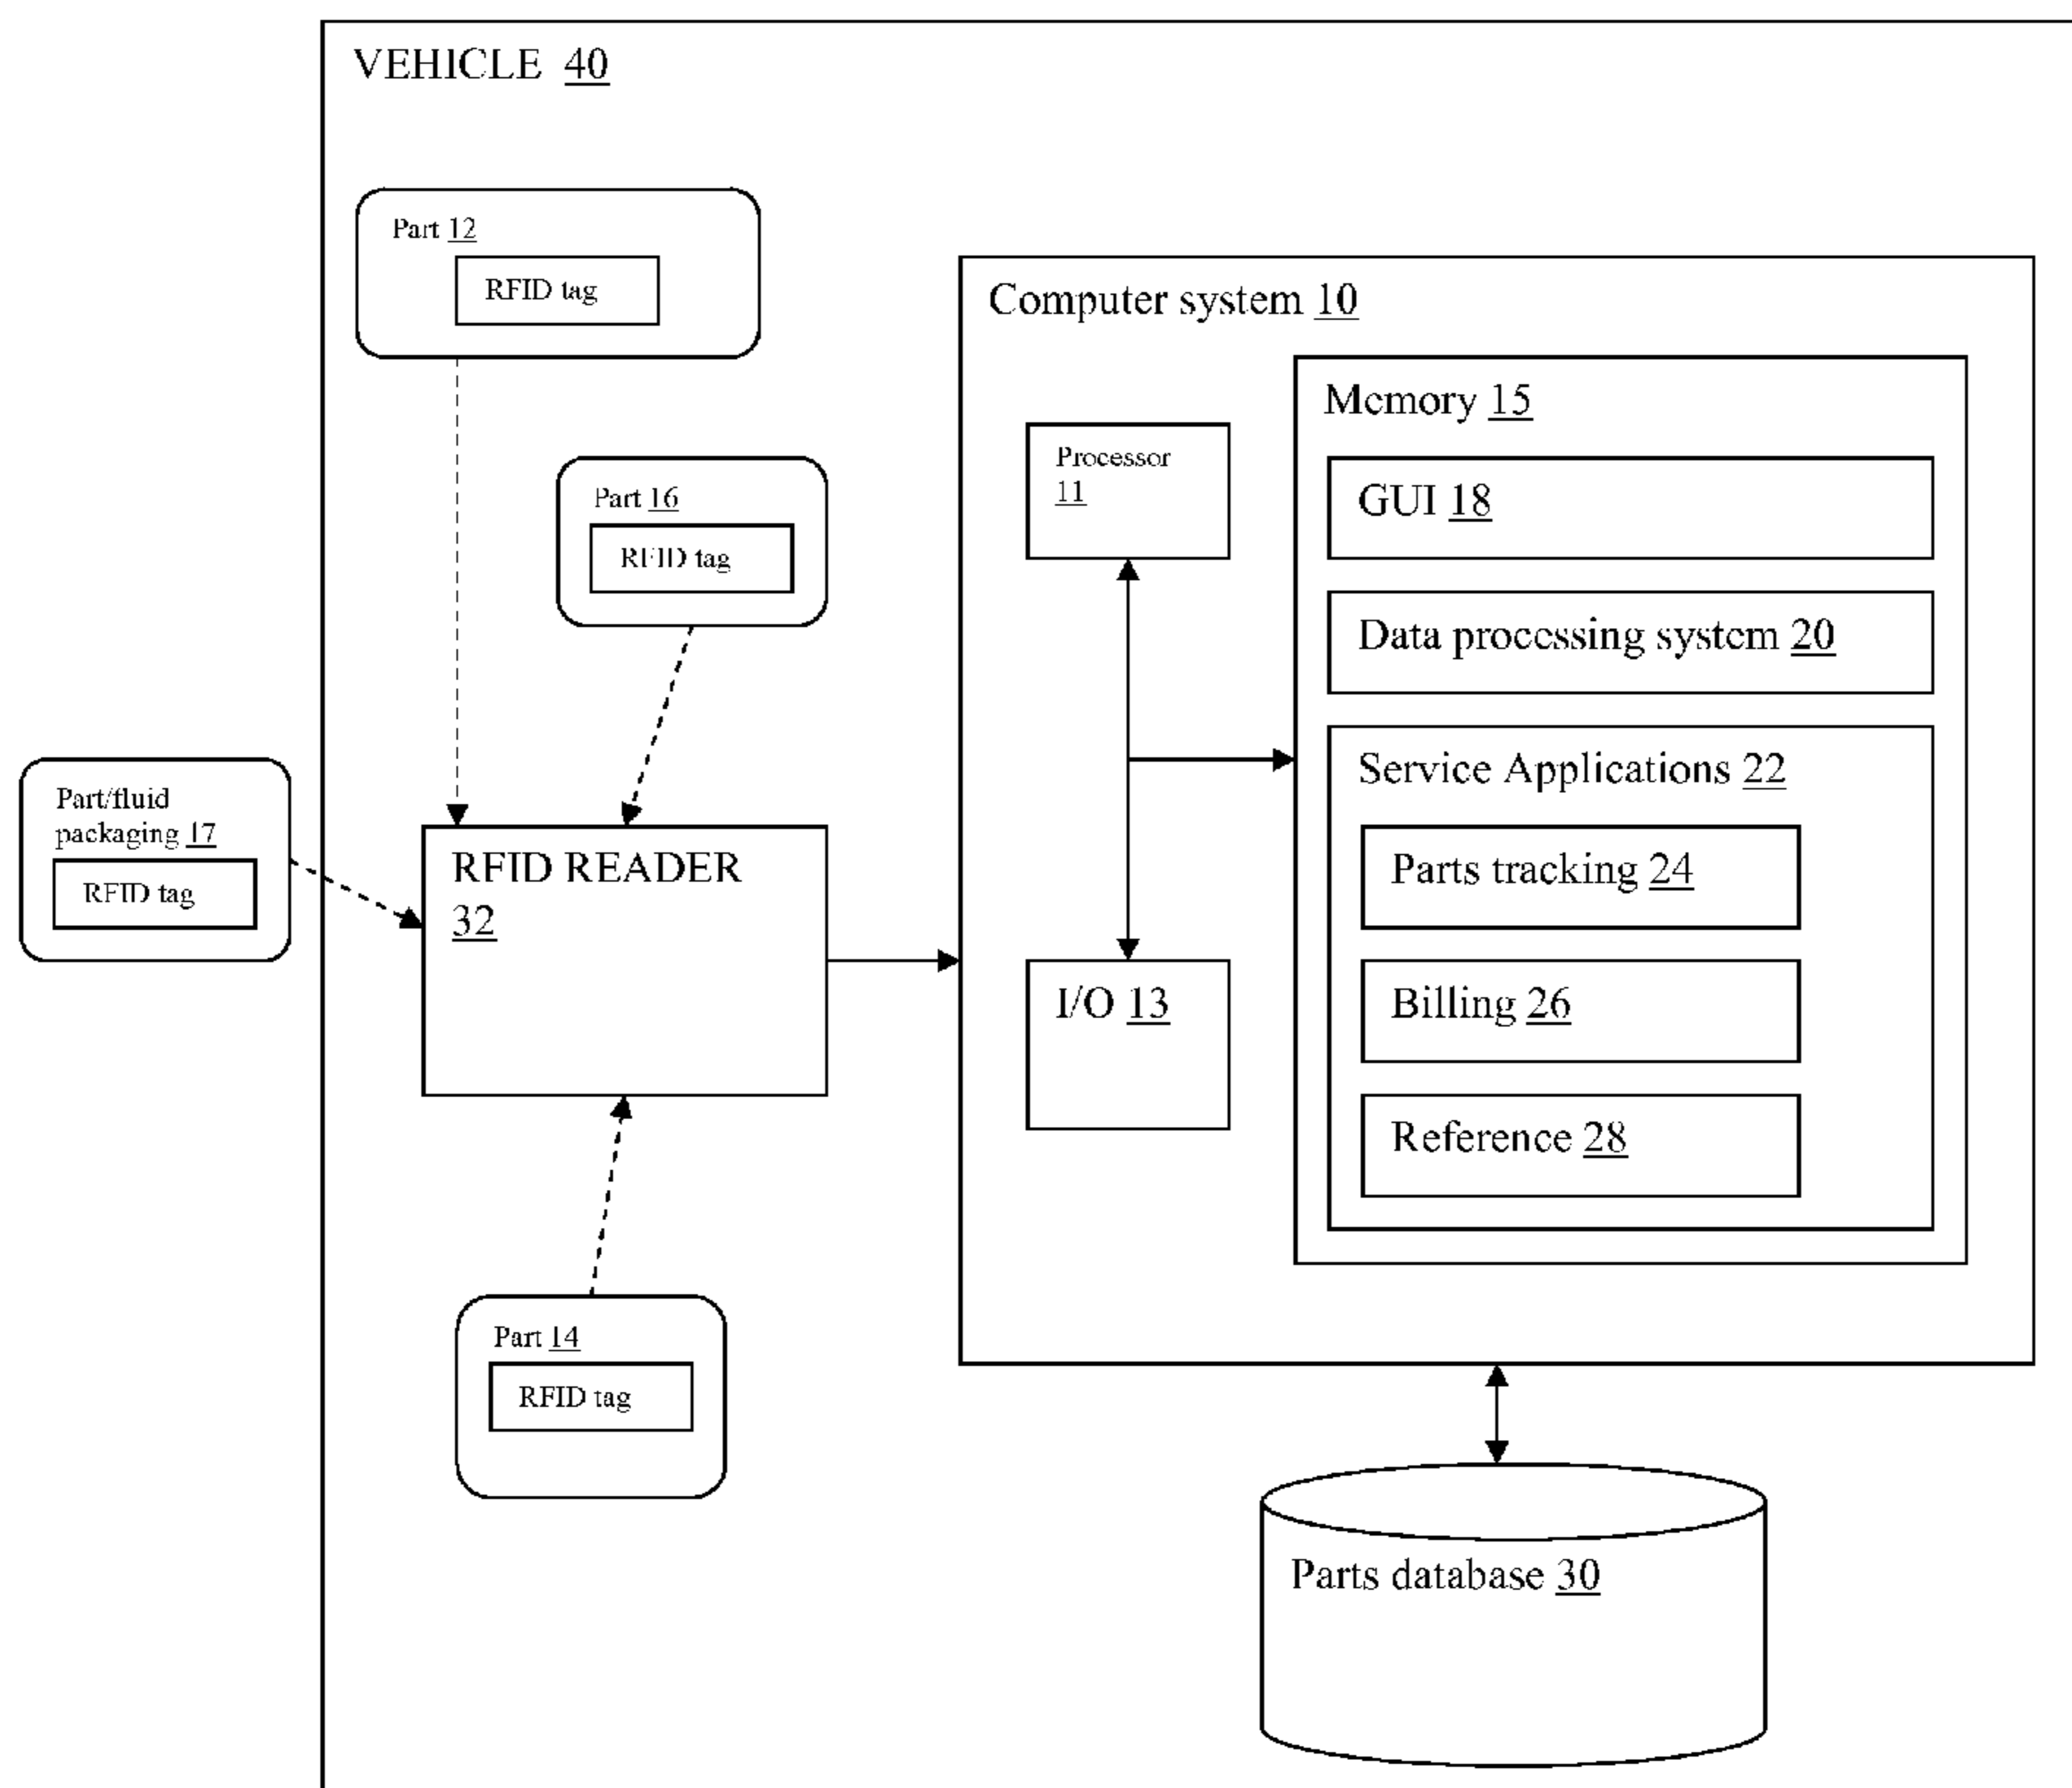 VEHICLE 40
Part 12
RFID tag
Part 16
RFID tag
Part/fluid
packaging 17
RFID tag
RFID READER
32
Part 14
RFID tag
Computer system 10
Processor
11
I/O 13
Memory 15
GUI 18
Data processing system 20
Service Applications 22
Parts tracking 24
Billing 26
Reference 28
Parts database 30